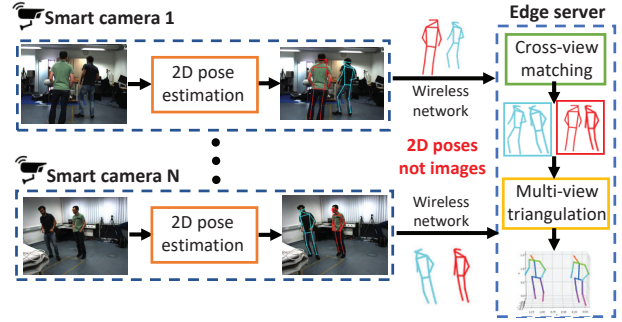 Smart camera 1
2D pose
estimation
Wireless
network
Edge server
Cross-view
matching
2D poses
not images
Smart camera N
2D pose
estimation
Wireless
network
Multi-view
triangulation